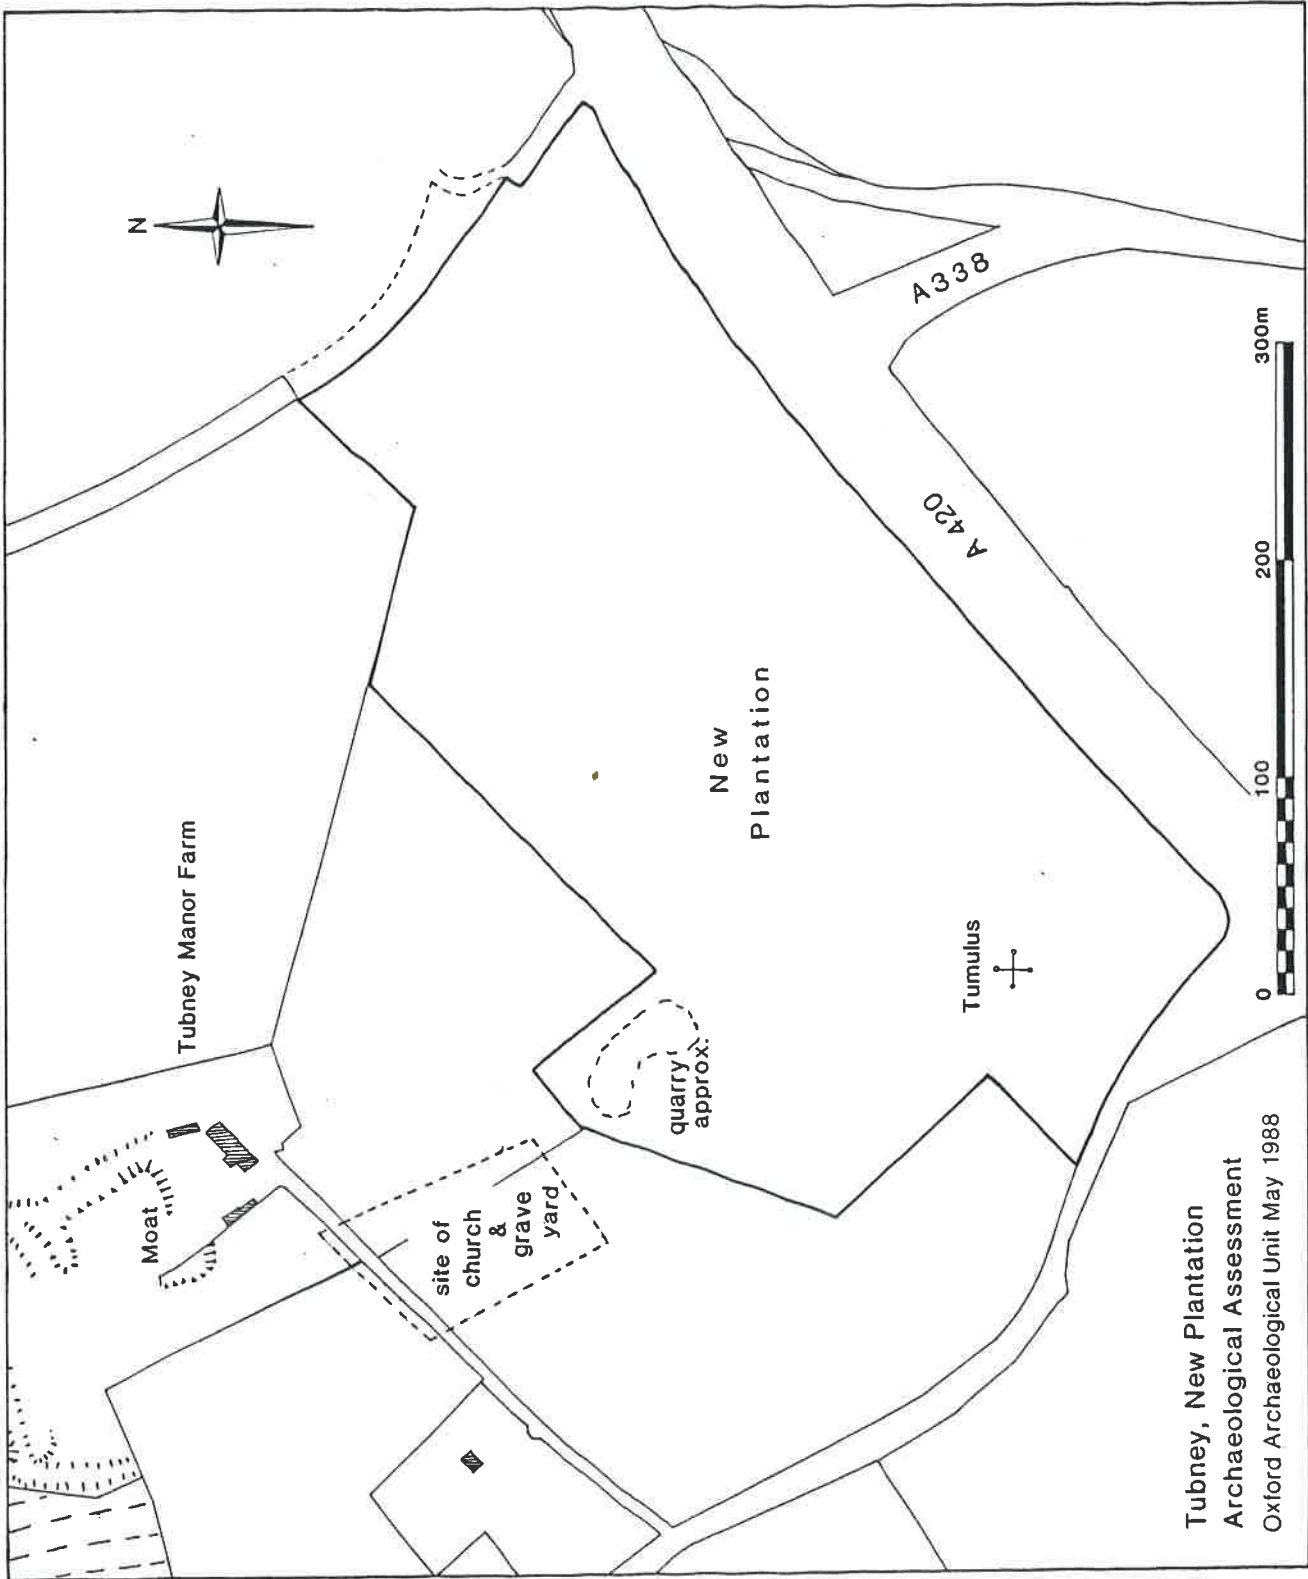 N
Tubney Manor Farm
Moat
site of
church
&
grave
yard
quarry
approx.
New
Plantation
Tumulus
A338
A420
0 100 200 300m
Tubney, New Plantation
Archaeological Assessment
Oxford Archaeological Unit May 1988